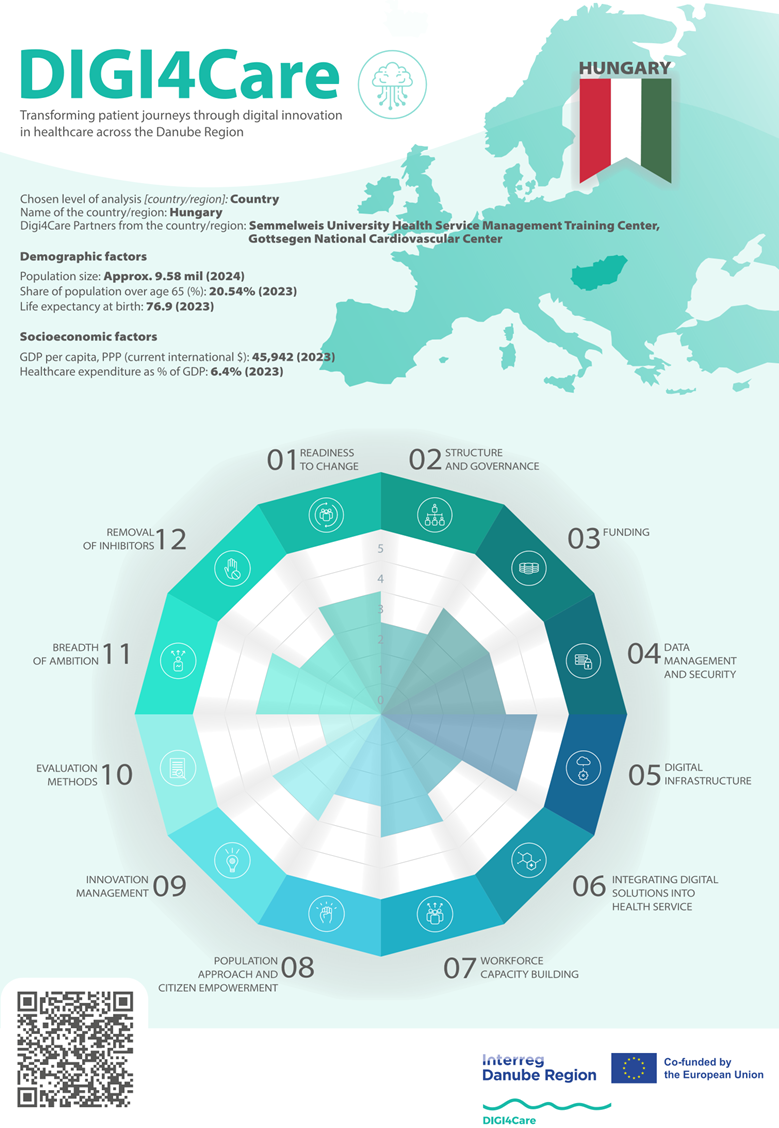 DIGI4Care
Transforming patient journeys through digital innovation
in healthcare across the Danube Region
HUNGARY
Chosen level of analysis [country/region]: Country
Name of the country/region: Hungary
Digi4Care Partners from the country/region: Semmelweis University Health Service Management Training Center,
Gottsegen National Cardiovascular Center
Demographic factors
Population size: Approx. 9.58 mil (2024)
Share of population over age 65 (%): 20.54% (2023)
Life expectancy at birth: 76.9 (2023)
Socioeconomic factors
GDP per capita, PPP (current international $): 45,942 (2023)
Healthcare expenditure as % of GDP: 6.4% (2023)
01 READINESS
TO CHANGE
02 STRUCTURE
AND GOVERNANCE
03 FUNDING
04 DATA
MANAGEMENT
AND SECURITY
05 DIGITAL
INFRASTRUCTURE
06 INTEGRATING DIGITAL
SOLUTIONS INTO
HEALTH SERVICE
07 WORKFORCE
CAPACITY BUILDING
POPULATION
APPROACH AND 08
CITIZEN EMPOWERMENT
INNOVATION
MANAGEMENT 09
EVALUATION
METHODS 10
BREADTH
OF AMBITION 11
REMOVAL
OF INHIBITORS 12
5
4
3
2
1
0
Interreg
Danube Region
Co-funded by
the European Union
DIGI4Care